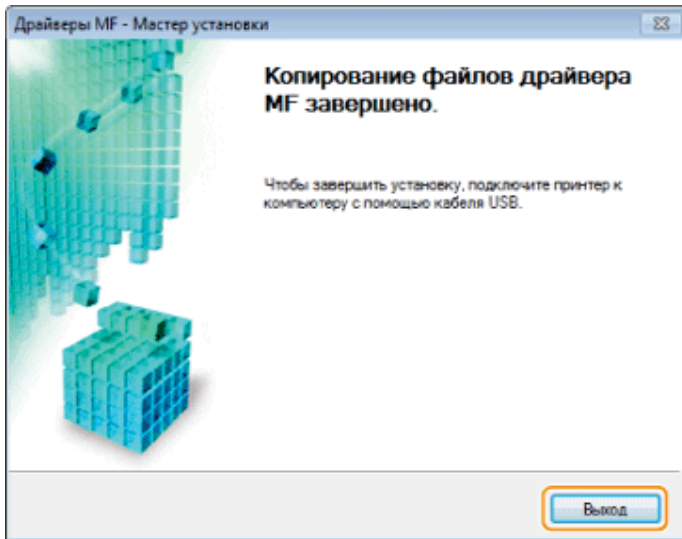 Драйверы MF - Мастер установки
Копирование файлов драйвера
MF завершено.
Чтобы завершить установку, подключите принтер к
компьютеру с помощью кабеля USB.
Выход